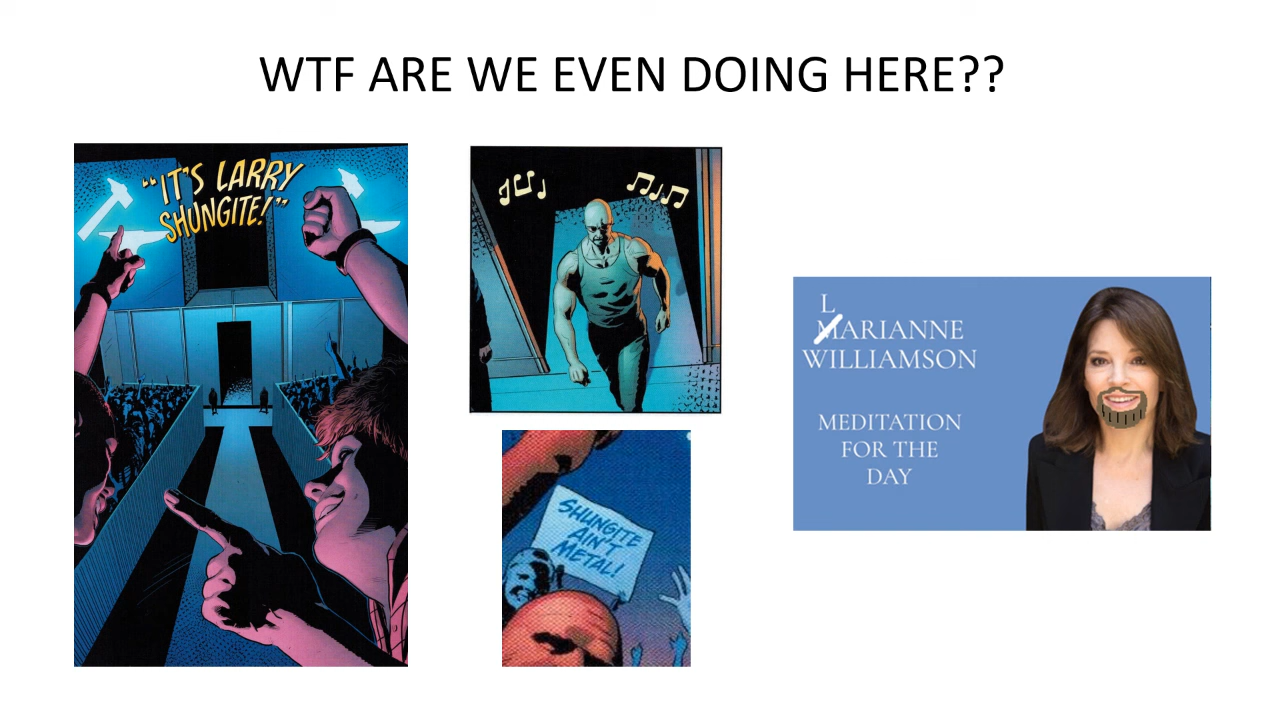 WTF ARE WE EVEN DOING HERE??
"IT'S LARRY
SHUNGITE!"
SHUNGITE
AIN'T
METAL!
L
MARIANNE
WILLIAMSON
MEDITATION
FOR THE
DAY